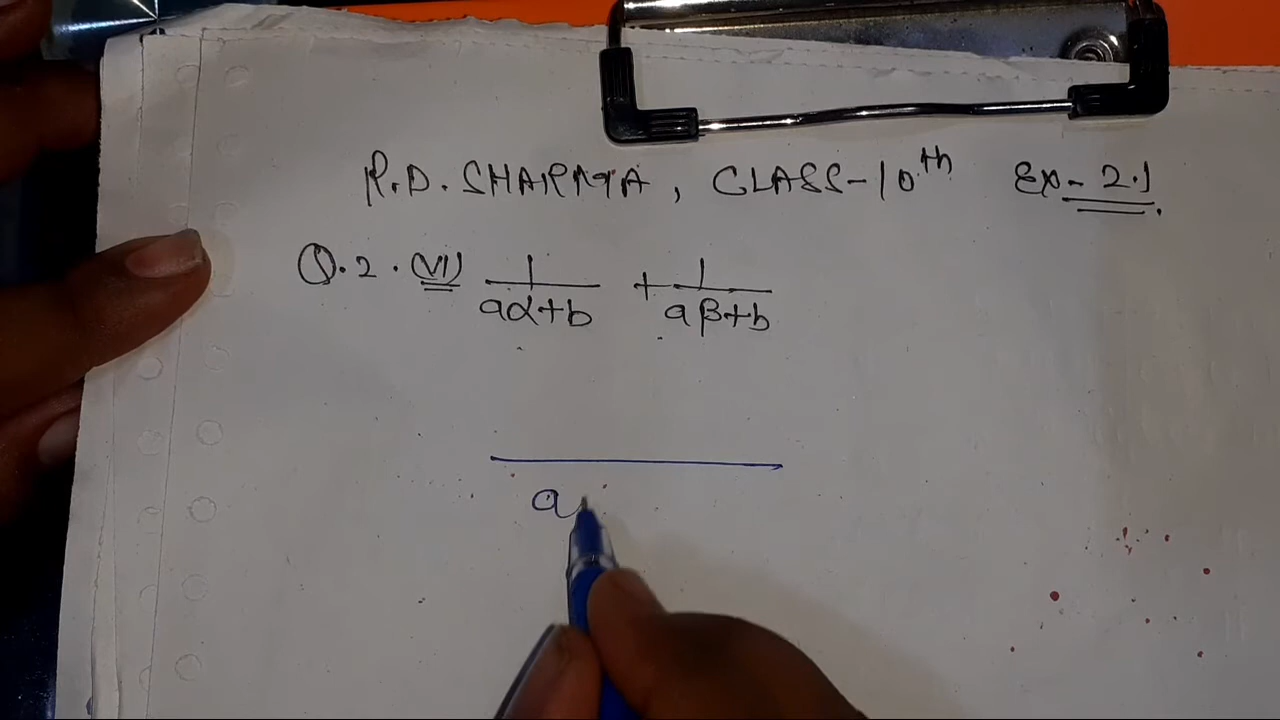 R.D. SHARMA, CLASS-10th Ex-2.1.
Q.2. (VI) 1/(aα+b) + 1/(aβ+b)
a